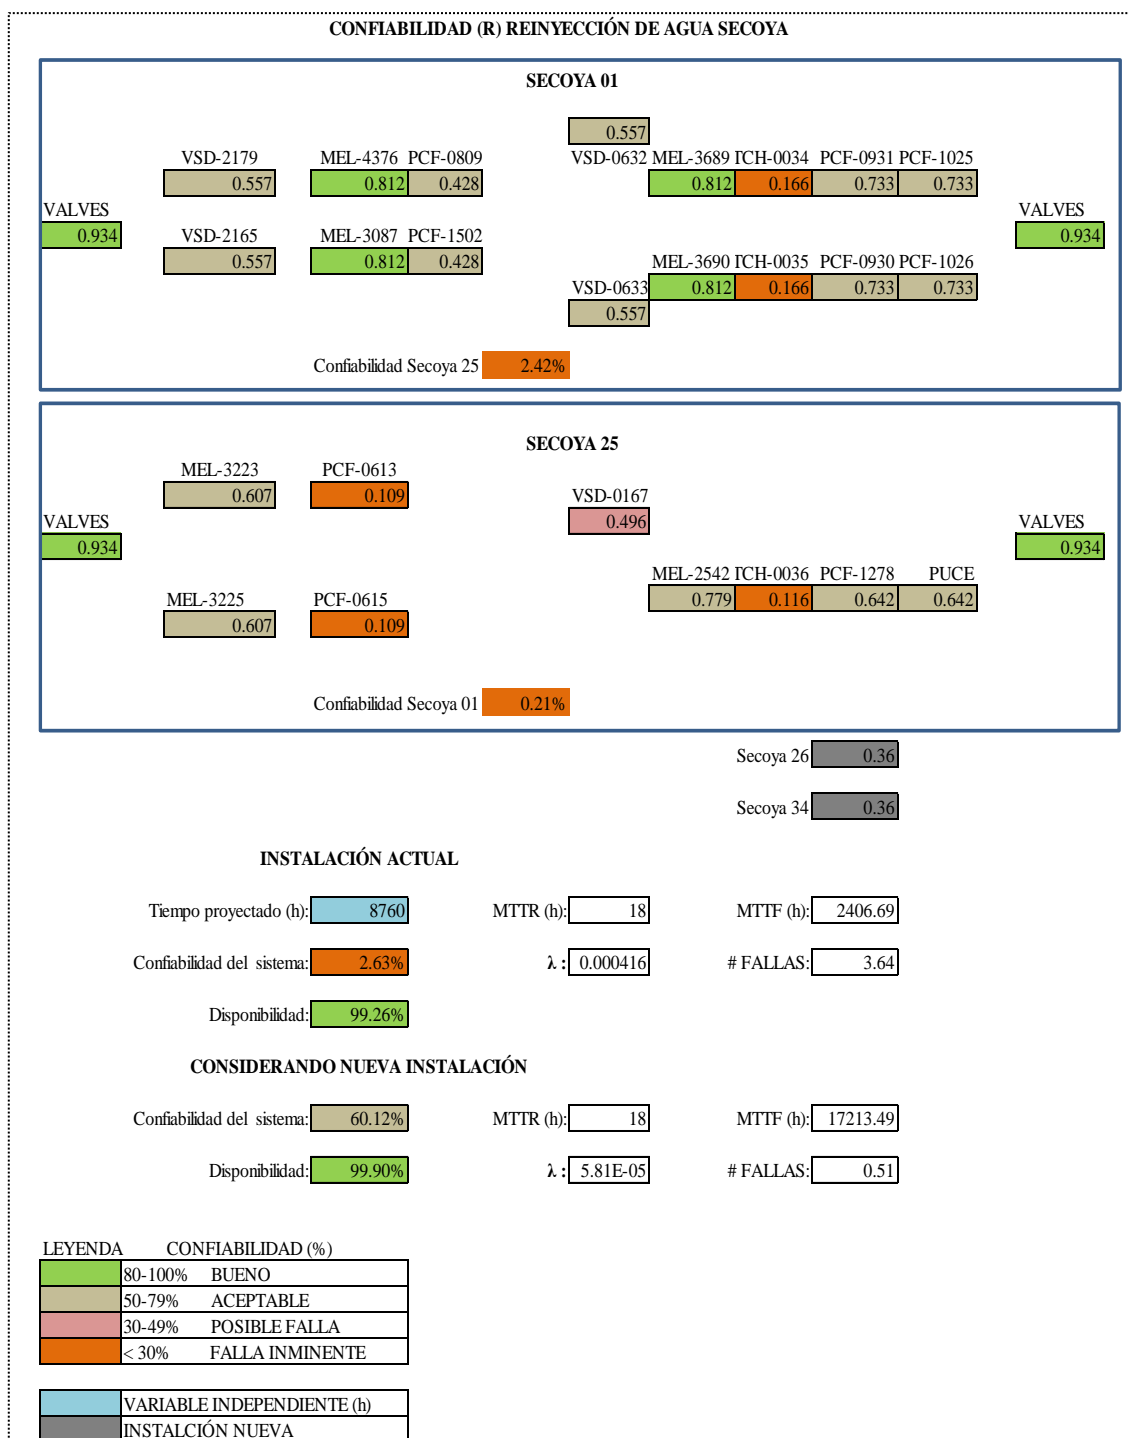 CONFIABILIDAD (R) REINYECCIÓN DE AGUA SECOYA
SECOYA 01
0.557
VSD-2179 MEL-4376 PCF-0809 VSD-0632 MEL-3689 TCH-0034 PCF-0931 PCF-1025
0.557 0.812 0.428 0.812 0.166 0.733 0.733
VALVES VALVES
0.934 VSD-2165 MEL-3087 PCF-1502 0.934
0.557 0.812 0.428 MEL-3690 TCH-0035 PCF-0930 PCF-1026
VSD-0633 0.812 0.166 0.733 0.733
0.557
Confiabilidad Secoya 25 2.42%
SECOYA 25
MEL-3223 PCF-0613
0.607 0.109 VSD-0167
VALVES 0.496 VALVES
0.934 0.934
MEL-2542 TCH-0036 PCF-1278 PUCE
MEL-3225 PCF-0615 0.779 0.116 0.642 0.642
0.607 0.109
Confiabilidad Secoya 01 0.21%
Secoya 26 0.36
Secoya 34 0.36
INSTALACIÓN ACTUAL
Tiempo proyectado (h): 8760 MTTR (h): 18 MTTF (h): 2406.69
Confiabilidad del sistema: 2.63% λ : 0.000416 # FALLAS: 3.64
Disponibilidad: 99.26%
CONSIDERANDO NUEVA INSTALACIÓN
Confiabilidad del sistema: 60.12% MTTR (h): 18 MTTF (h): 17213.49
Disponibilidad: 99.90% λ : 5.81E-05 # FALLAS: 0.51
LEYENDA CONFIABILIDAD (%)
80-100% BUENO
50-79% ACEPTABLE
30-49% POSIBLE FALLA
< 30% FALLA INMINENTE
VARIABLE INDEPENDIENTE (h)
INSTALCIÓN NUEVA